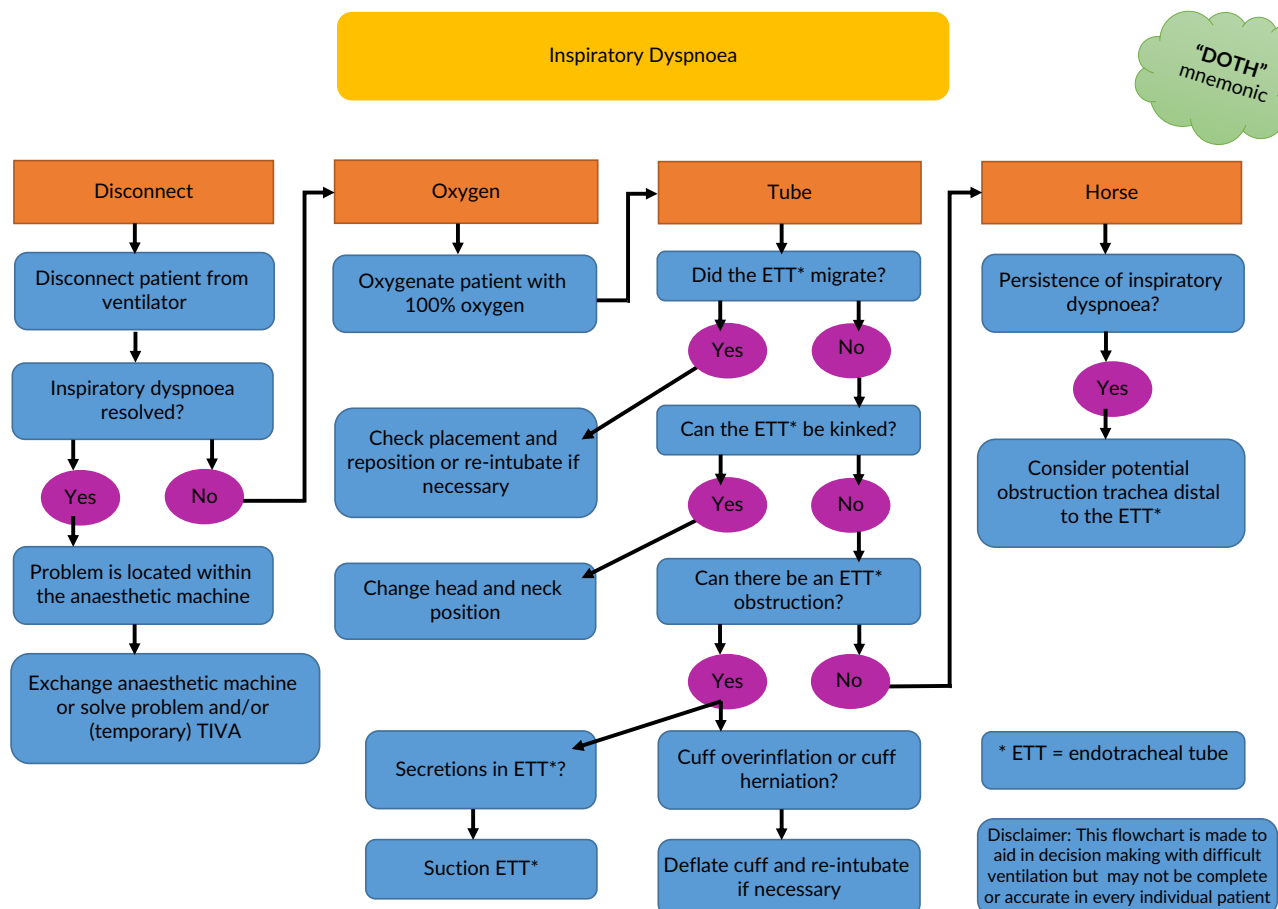 Inspiratory Dyspnoea
"DOTH"
mnemonic
Disconnect
Disconnect patient from
ventilator
Inspiratory dyspnoea
resolved?
Yes
No
Problem is located within
the anaesthetic machine
Exchange anaesthetic machine
or solve problem and/or
(temporary) TIVA
Oxygen
Oxygenate patient with
100% oxygen
Tube
Did the ETT* migrate?
Yes
No
Check placement and
reposition or re-intubate if
necessary
Can the ETT* be kinked?
Yes
No
Change head and neck
position
Can there be an ETT*
obstruction?
Yes
No
Secretions in ETT*?
Suction ETT*
Cuff overinflation or cuff
herniation?
Deflate cuff and re-intubate
if necessary
Horse
Persistence of inspiratory
dyspnoea?
Yes
Consider potential
obstruction trachea distal
to the ETT*
* ETT = endotracheal tube
Disclaimer: This flowchart is made to
aid in decision making with difficult
ventilation but may not be complete
or accurate in every individual patient